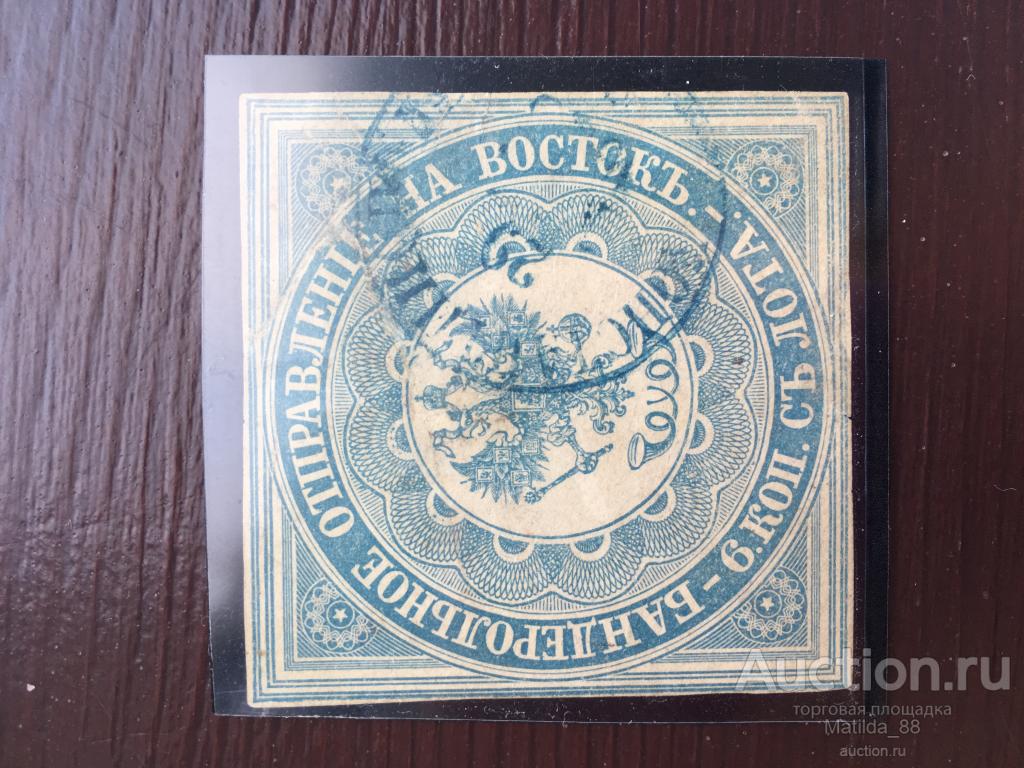 БАНДЕРОЛЬНОЕ ОТПРАВЛЕНІЕ НА ВОСТОКЪ. – 6. КОП. СЪ ЛОТА. –
Auction.ru
торговая площадка
Matilda_88
auction.ru